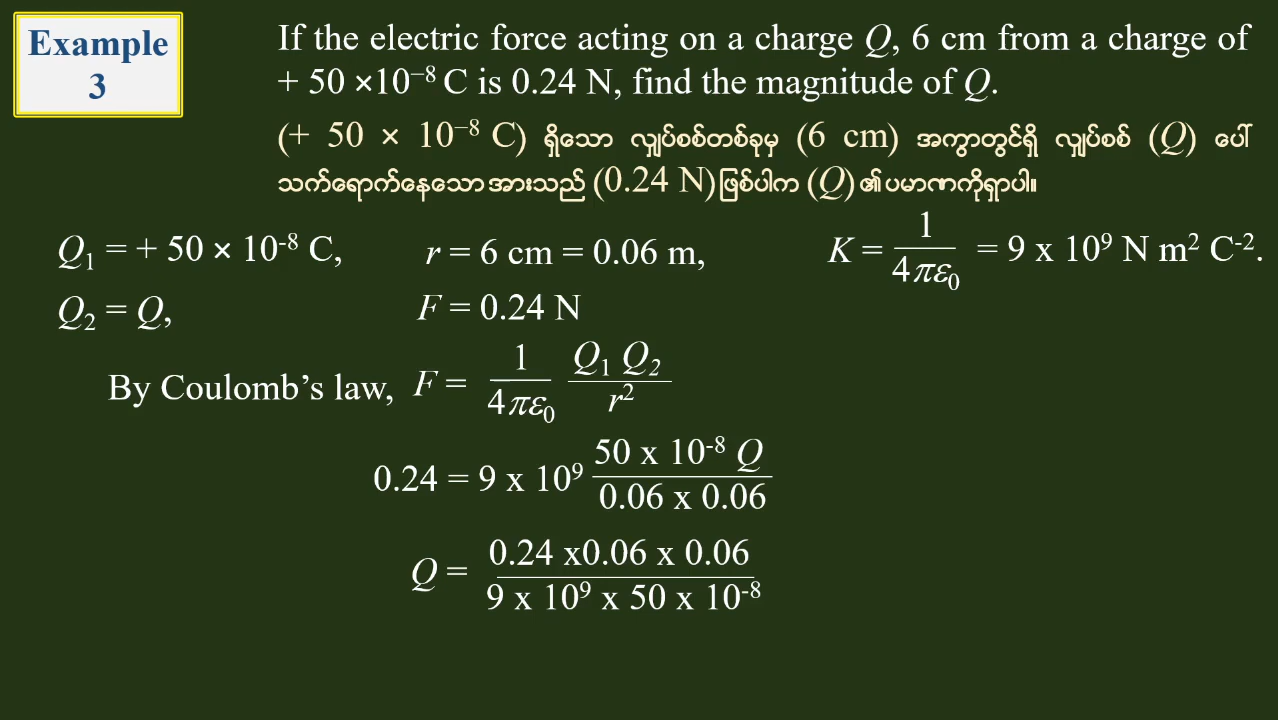 Example
3
If the electric force acting on a charge Q, 6 cm from a charge of
+ 50 ×10⁻⁸ C is 0.24 N, find the magnitude of Q.
(+ 50 × 10⁻⁸ C) ရှိသော လျှပ်စစ်တစ်ခုမှ (6 cm) အကွာတွင်ရှိ လျှပ်စစ် (Q) ပေါ်
သက်ရောက်နေသောအားသည် (0.24 N) ဖြစ်ပါက (Q) ၏ ပမာဏကိုရှာပါ။
Q₁ = + 50 × 10⁻⁸ C, r = 6 cm = 0.06 m, K = 1/4πε₀ = 9 x 10⁹ N m² C⁻².
Q₂ = Q, F = 0.24 N
By Coulomb’s law, F = 1/4πε₀ Q₁ Q₂/r²
0.24 = 9 x 10⁹ 50 x 10⁻⁸ Q/0.06 x 0.06
Q = 0.24 x0.06 x 0.06/9 x 10⁹ x 50 x 10⁻⁸